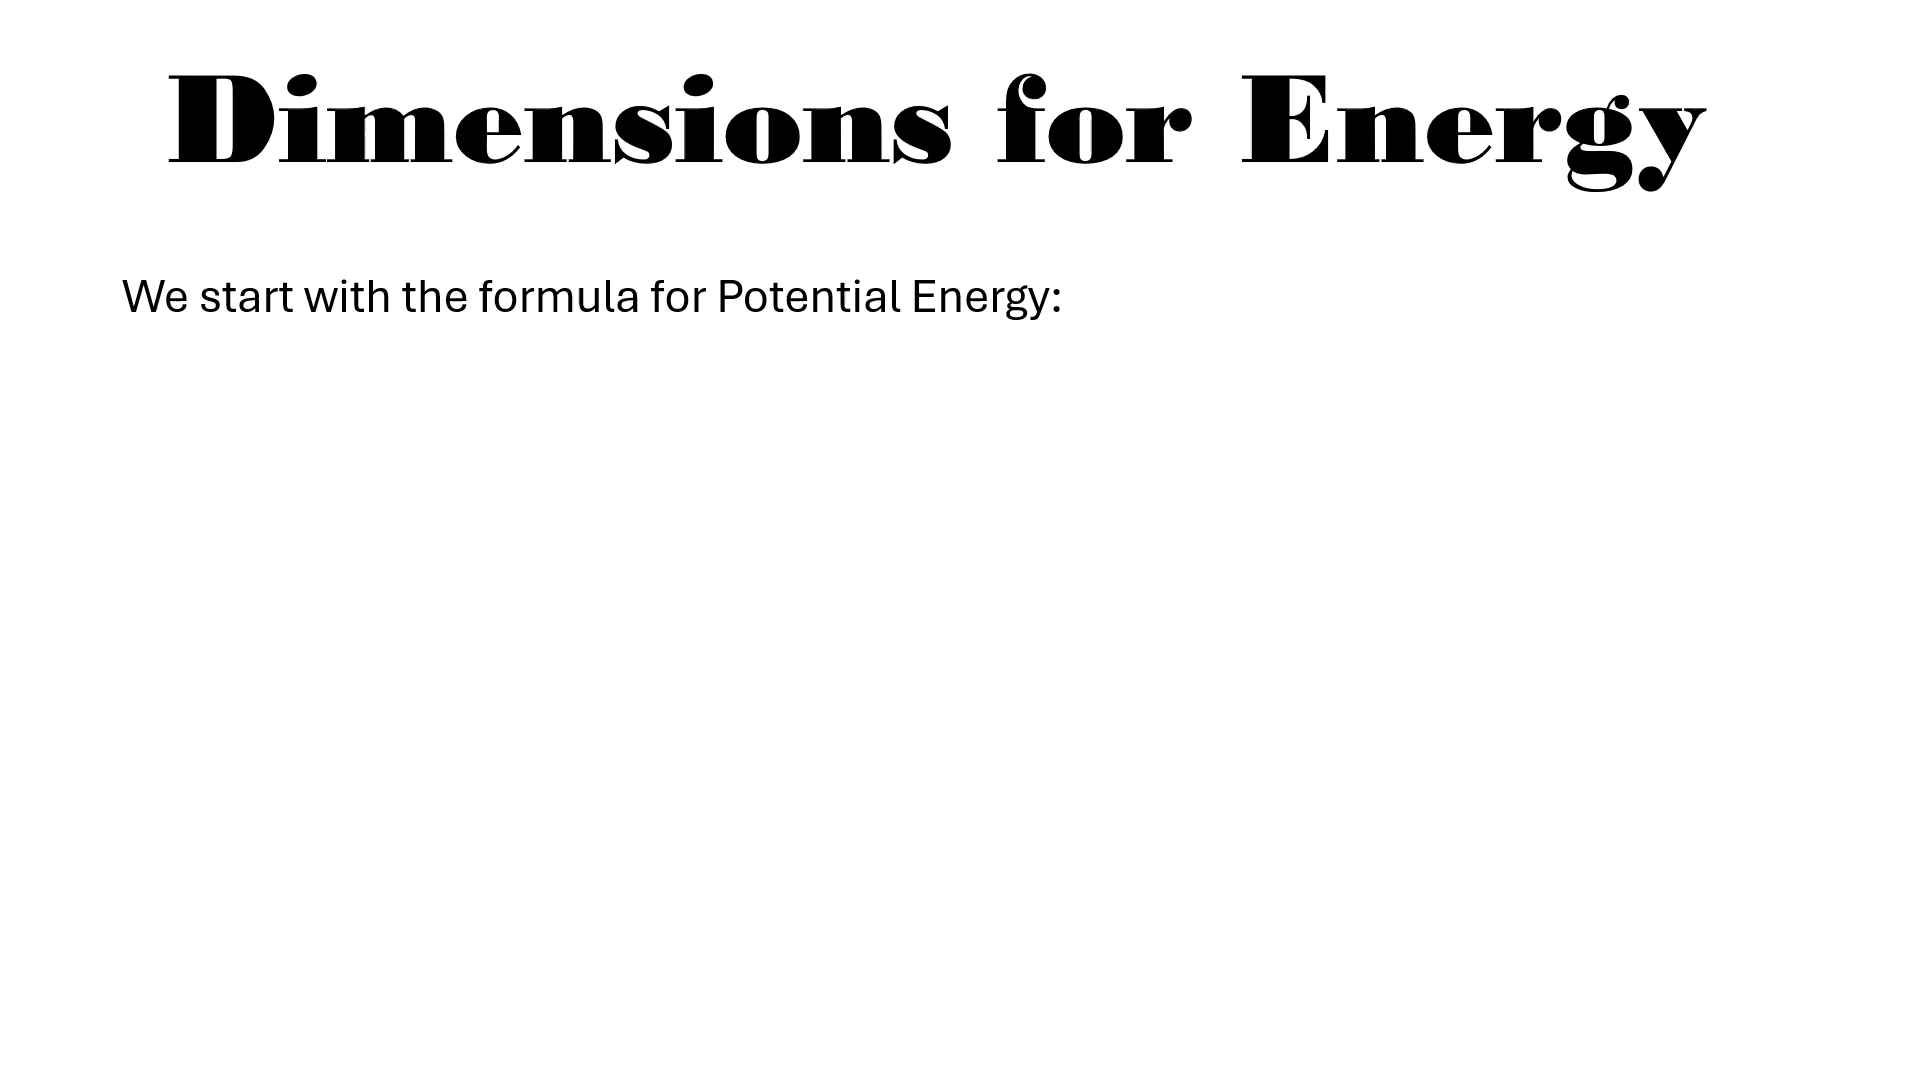 Dimensions for Energy
We start with the formula for Potential Energy: